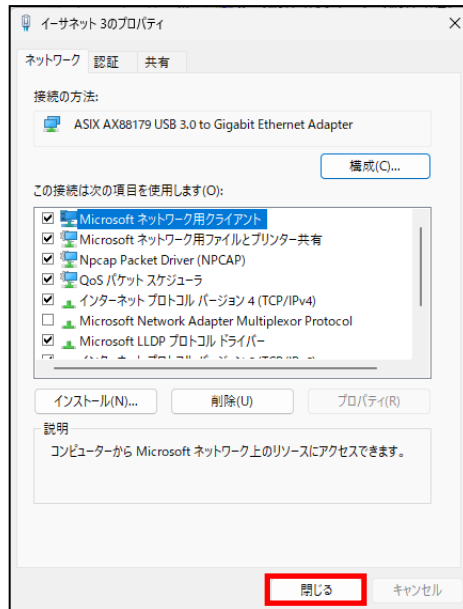 イーサネット 3のプロパティ
ネットワーク 認証 共有
接続の方法:
ASIX AX88179 USB 3.0 to Gigabit Ethernet Adapter
構成(C)...
この接続は次の項目を使用します(O):
Microsoft ネットワーク用クライアント
Microsoft ネットワーク用ファイルとプリンター共有
Npcap Packet Driver (NPCAP)
QoS パケット スケジューラ
インターネット プロトコル バージョン 4 (TCP/IPv4)
Microsoft Network Adapter Multiplexor Protocol
Microsoft LLDP プロトコル ドライバー
インストール(N)... 削除(U) プロパティ(R)
説明
コンピューターから Microsoft ネットワーク上のリソースにアクセスできます。
閉じる キャンセル